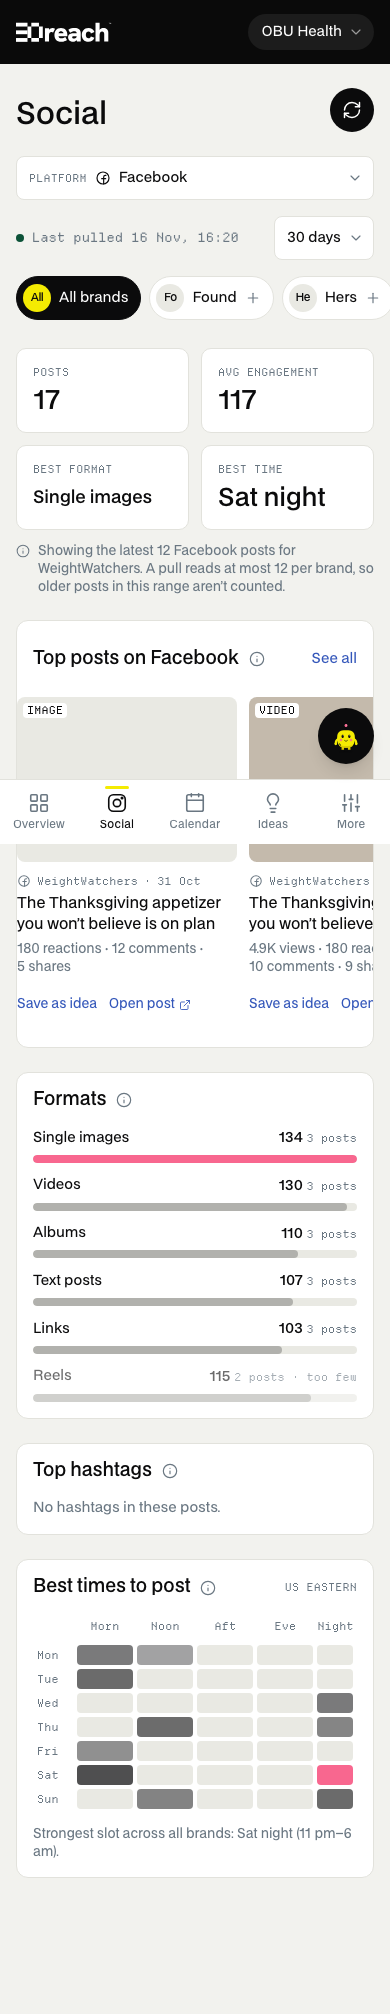 reach
OBU Health
Social
PLATFORM Facebook
Last pulled 16 Nov, 16:20
30 days
All All brands
Fo Found
He Hers
POSTS
17
AVG ENGAGEMENT
117
BEST FORMAT
Single images
BEST TIME
Sat night
Showing the latest 12 Facebook posts for
WeightWatchers. A pull reads at most 12 per brand, so
older posts in this range aren't counted.
Top posts on Facebook
See all
IMAGE
VIDEO
Overview
Social
Calendar
Ideas
More
WeightWatchers · 31 Oct
The Thanksgiving appetizer
you won't believe is on plan
180 reactions · 12 comments ·
5 shares
Save as idea Open post
WeightWatchers
The Thanksgiving
you won't believe
4.9K views · 180 reac
10 comments · 9 sha
Save as idea Open
Formats
Single images 134 3 posts
Videos 130 3 posts
Albums 110 3 posts
Text posts 107 3 posts
Links 103 3 posts
Reels 115 2 posts · too few
Top hashtags
No hashtags in these posts.
Best times to post
US EASTERN
Morn Noon Aft Eve Night
Mon
Tue
Wed
Thu
Fri
Sat
Sun
Strongest slot across all brands: Sat night (11 pm–6
am).